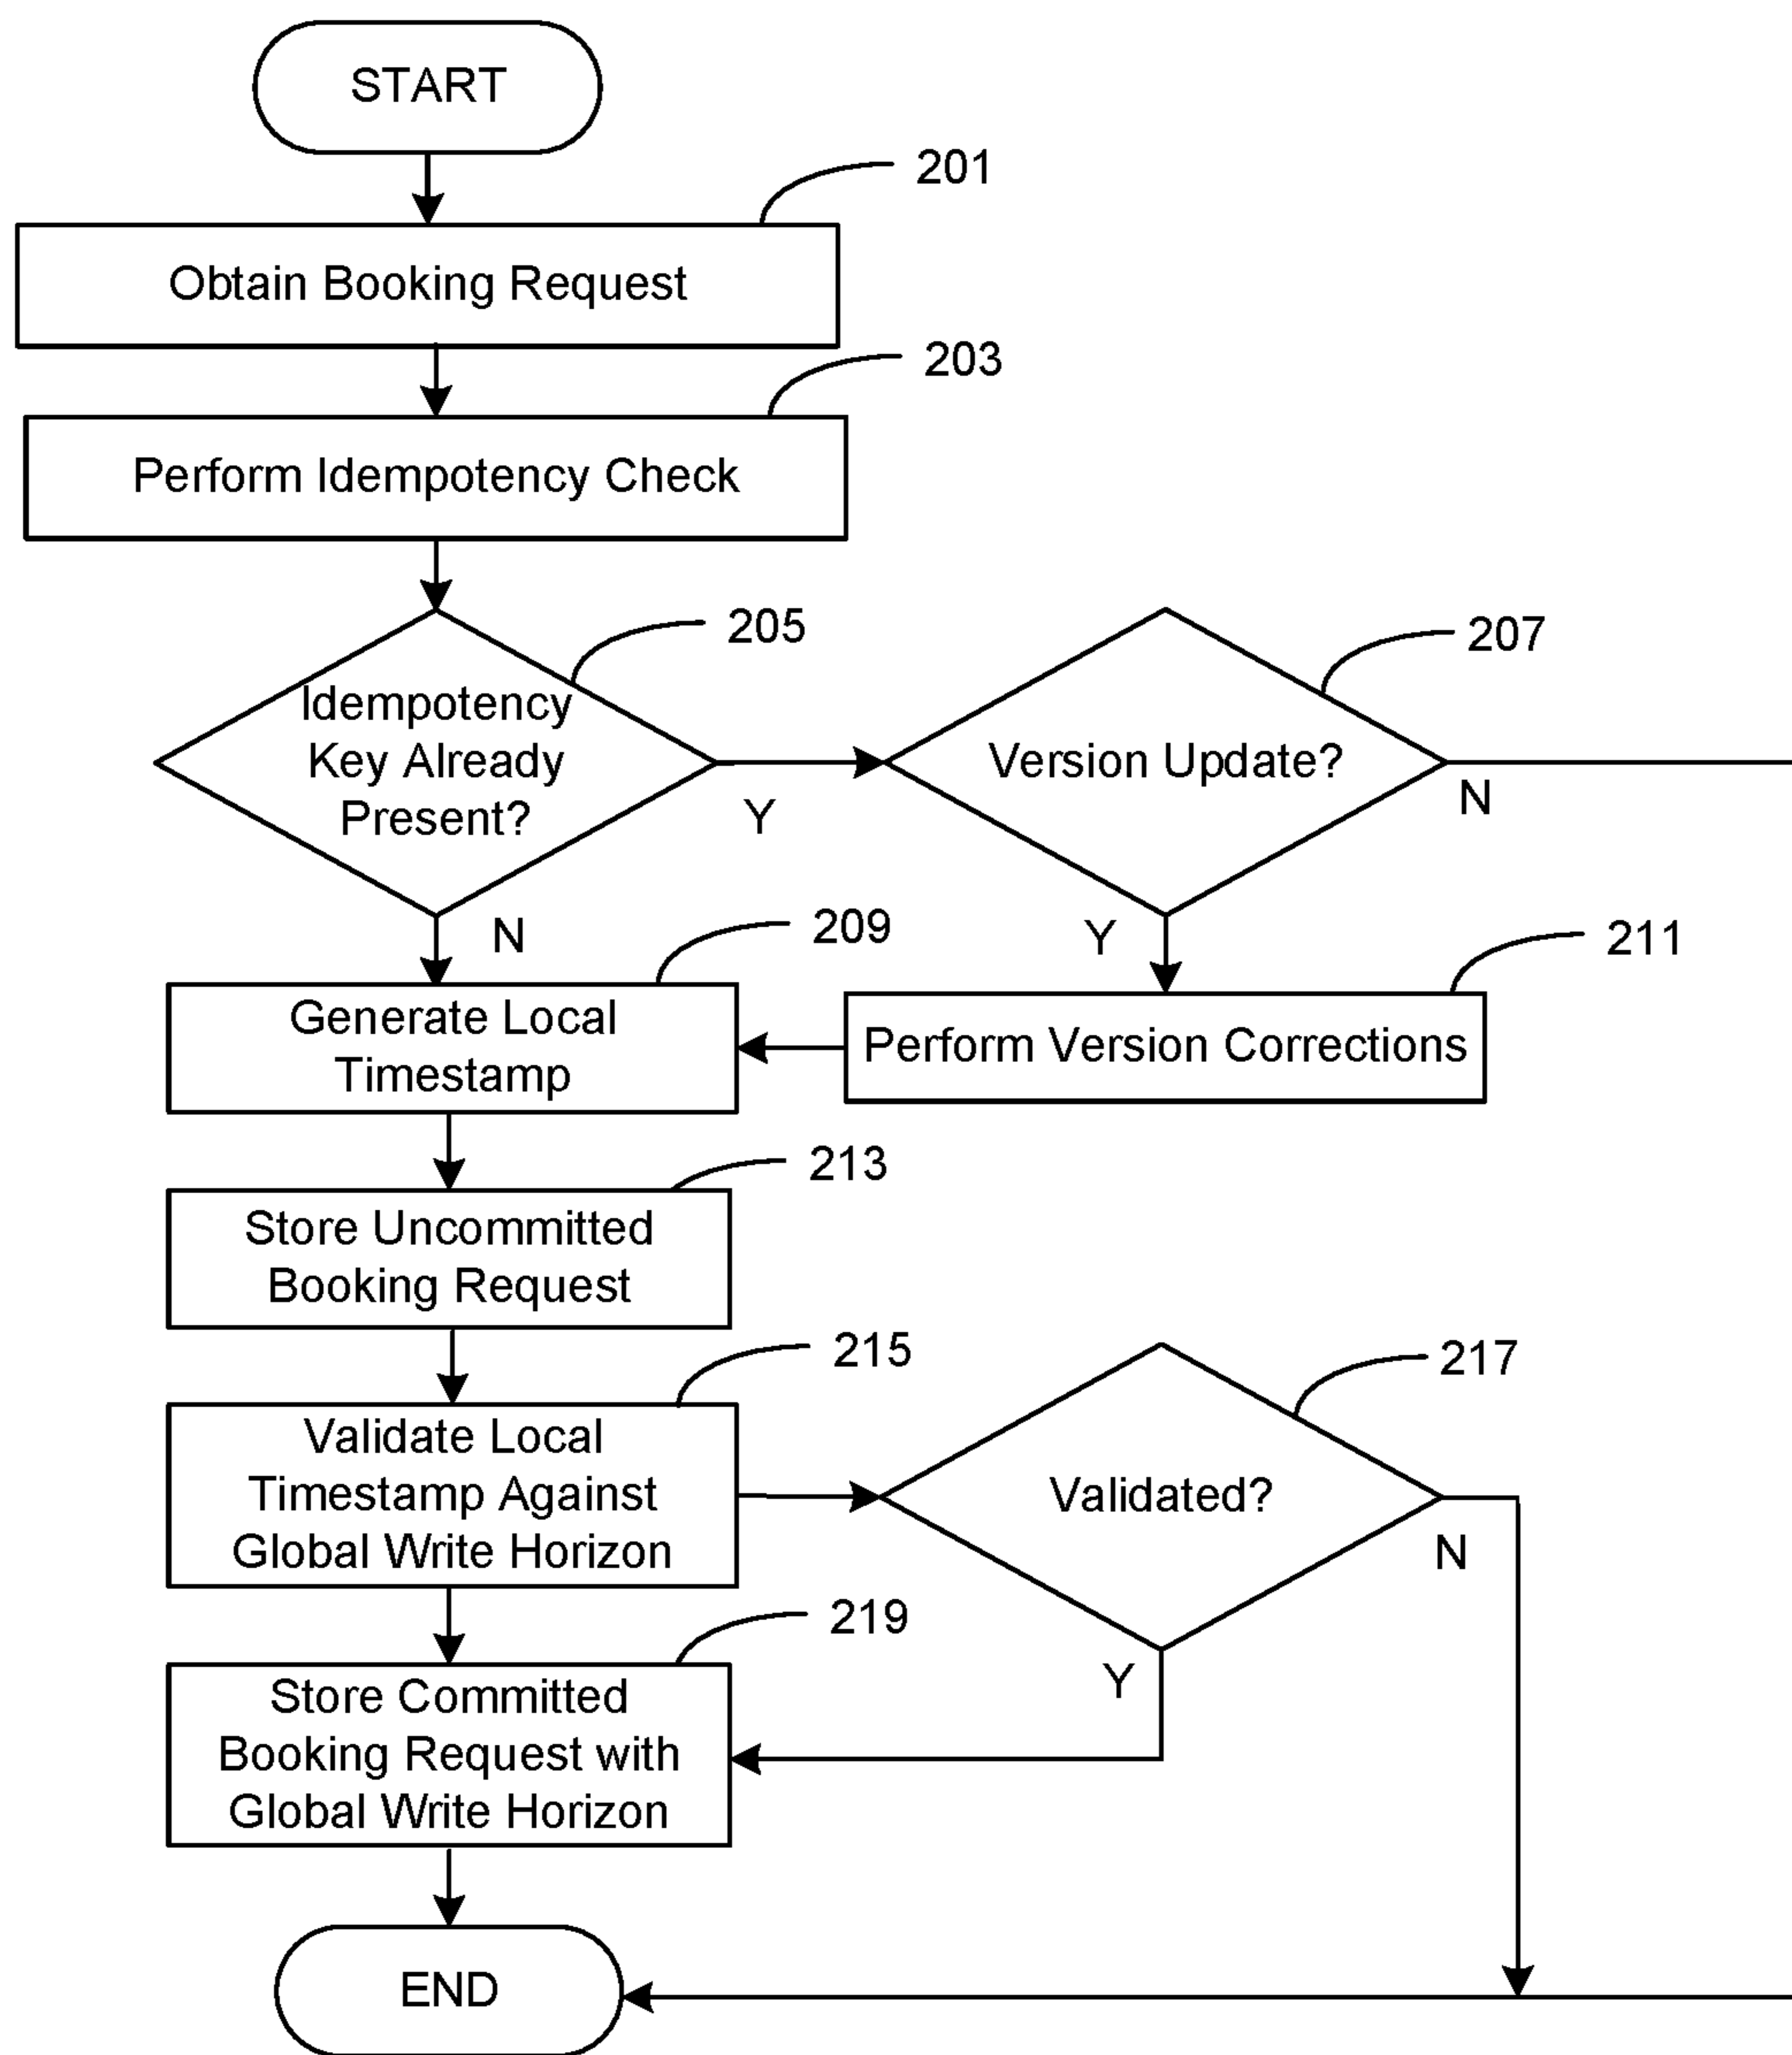 START
201
Obtain Booking Request
203
Perform Idempotency Check
205
Idempotency
Key Already
Present?
Y
N
207
Version Update?
N
Y
209
Generate Local
Timestamp
211
Perform Version Corrections
213
Store Uncommitted
Booking Request
215
Validate Local
Timestamp Against
Global Write Horizon
217
Validated?
N
Y
219
Store Committed
Booking Request with
Global Write Horizon
END